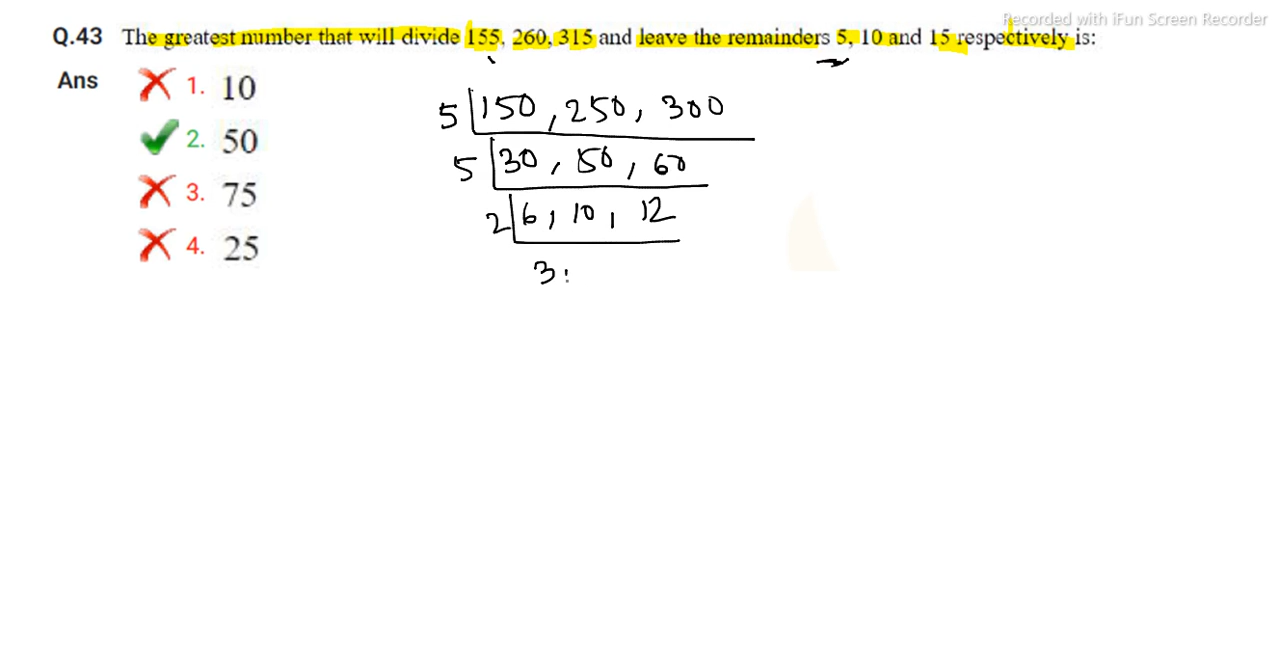 Recorded with iFun Screen Recorder
Q.43 The greatest number that will divide 155, 260, 315 and leave the remainders 5, 10 and 15 respectively is:
Ans 1. 10
2. 50
3. 75
4. 25
5 150, 250, 300
5 30, 50, 60
2 6, 10, 12
3